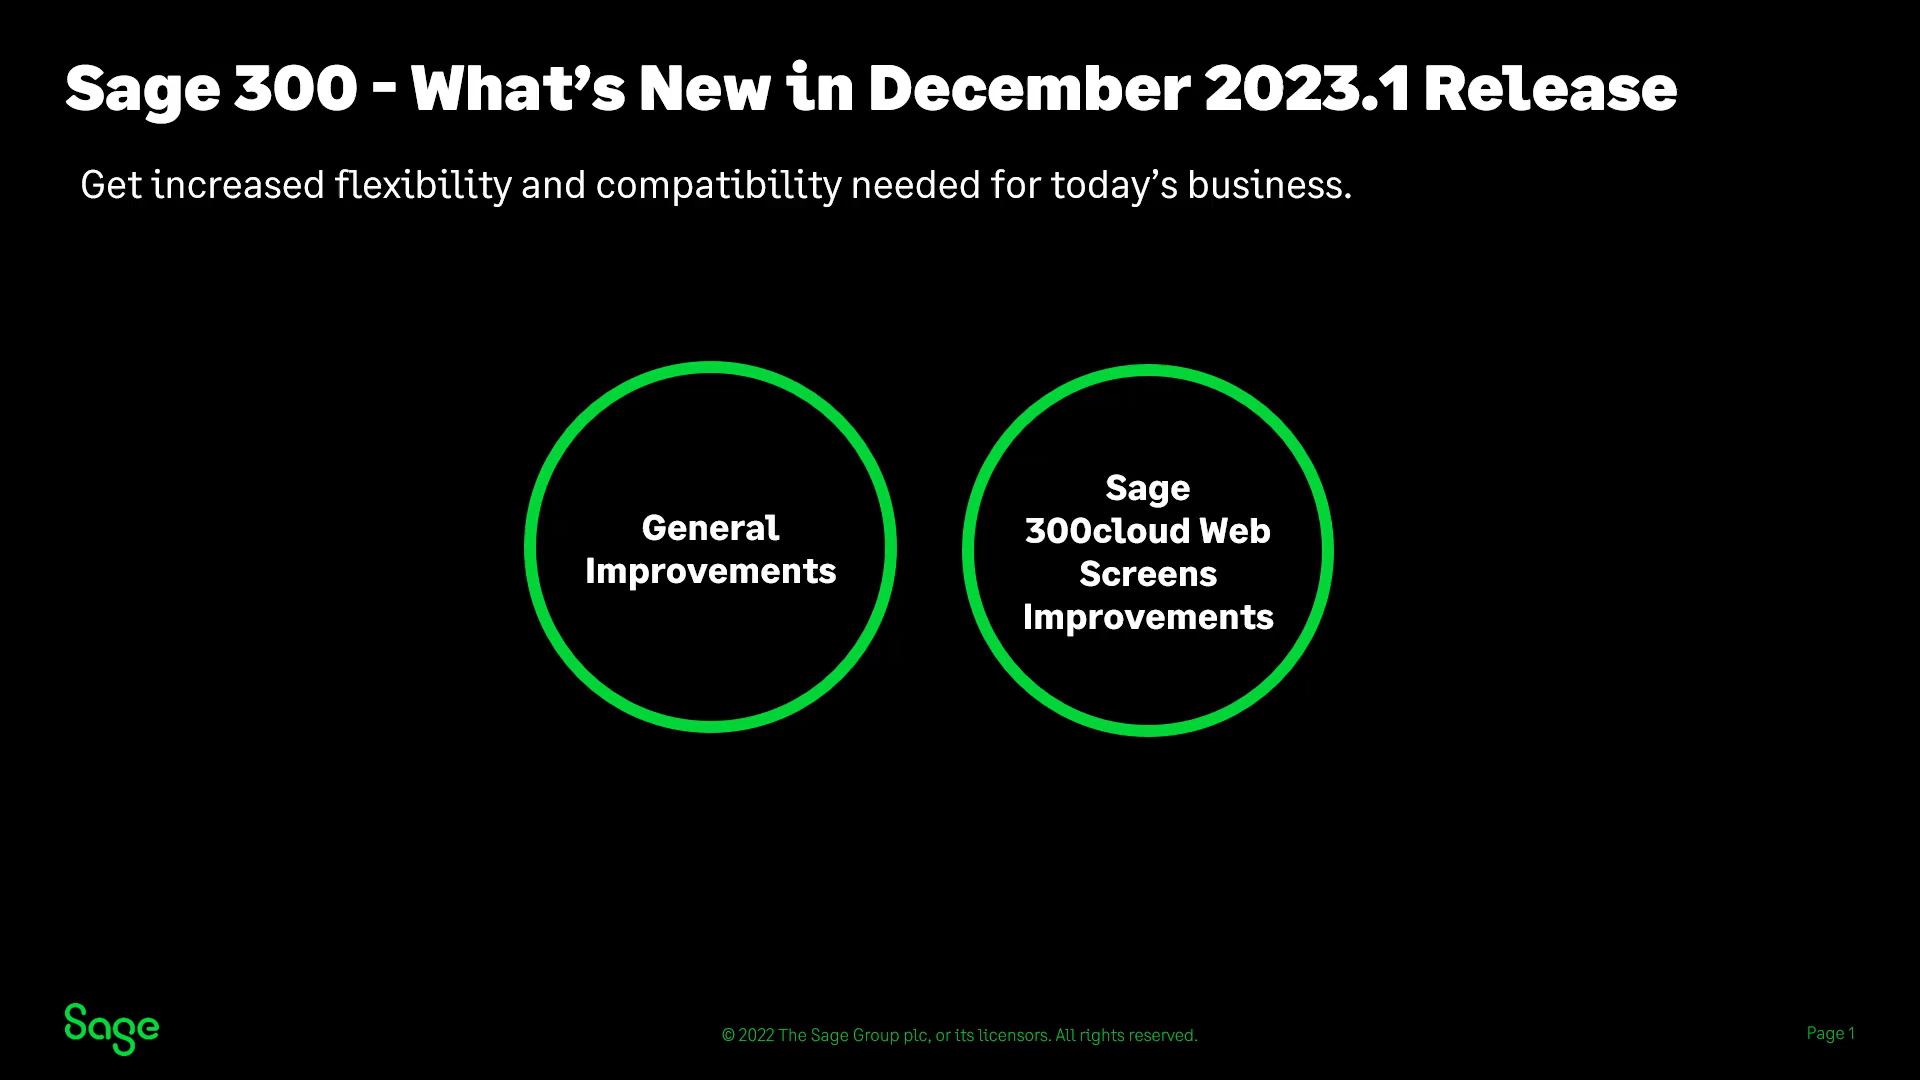 Sage 300 - What’s New in December 2023.1 Release
Get increased flexibility and compatibility needed for today’s business.
General
Improvements
Sage
300cloud Web
Screens
Improvements
Sage
© 2022 The Sage Group plc, or its licensors. All rights reserved.
Page 1